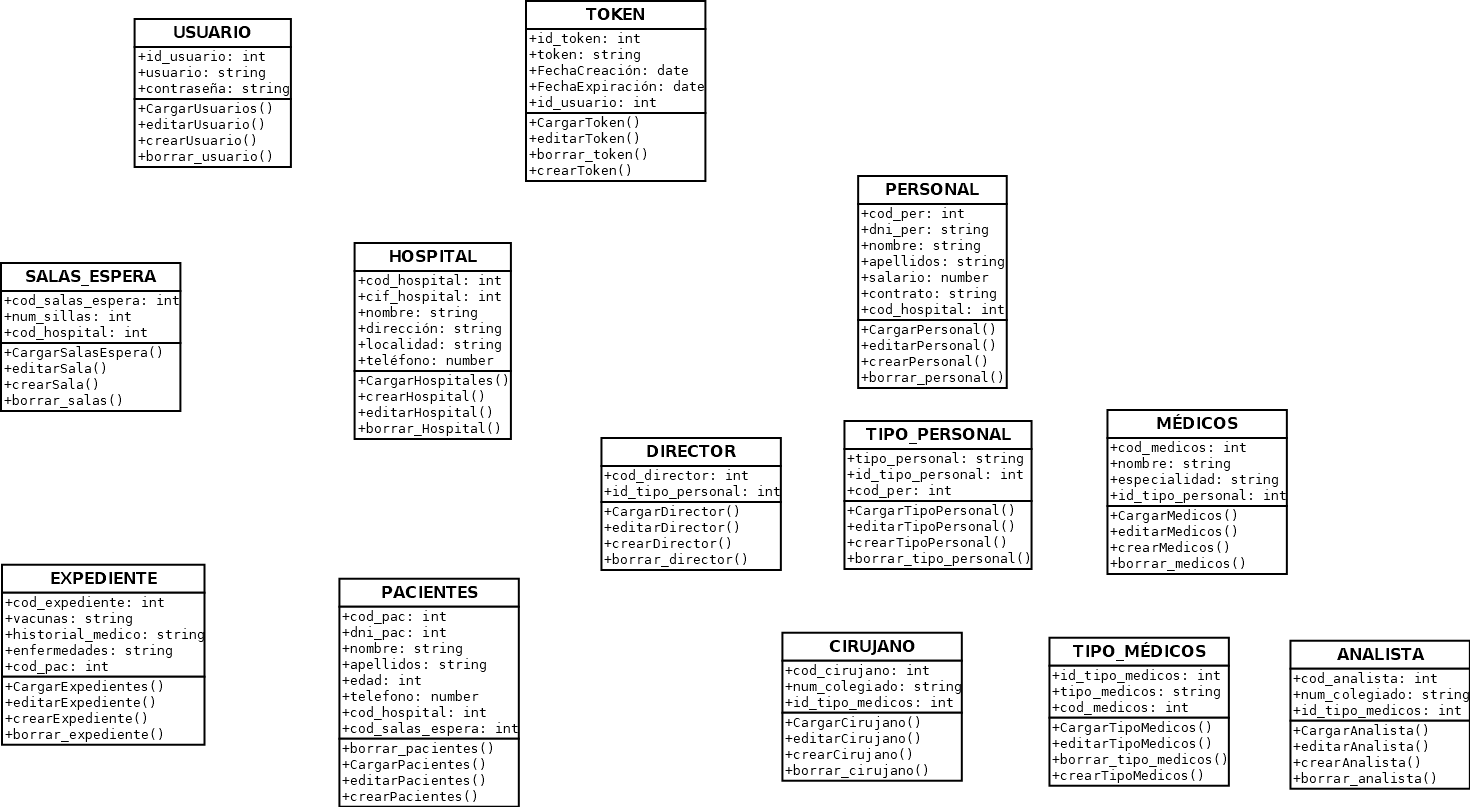 USUARIO
+id_usuario: int
+usuario: string
+contraseña: string
+CargarUsuarios()
+editarUsuario()
+crearUsuario()
+borrar_usuario()
TOKEN
+id_token: int
+token: string
+FechaCreación: date
+FechaExpiración: date
+id_usuario: int
+CargarToken()
+editarToken()
+borrar_token()
+crearToken()
PERSONAL
+cod_per: int
+dni_per: string
+nombre: string
+apellidos: string
+salario: number
+contrato: string
+cod_hospital: int
+CargarPersonal()
+editarPersonal()
+crearPersonal()
+borrar_personal()
SALAS_ESPERA
+cod_salas_espera: int
+num_sillas: int
+cod_hospital: int
+CargarSalasEspera()
+editarSala()
+crearSala()
+borrar_salas()
HOSPITAL
+cod_hospital: int
+cif_hospital: int
+nombre: string
+dirección: string
+localidad: string
+teléfono: number
+CargarHospitales()
+crearHospital()
+editarHospital()
+borrar_Hospital()
DIRECTOR
+cod_director: int
+id_tipo_personal: int
+CargarDirector()
+editarDirector()
+crearDirector()
+borrar_director()
TIPO_PERSONAL
+tipo_personal: string
+id_tipo_personal: int
+cod_per: int
+CargarTipoPersonal()
+editarTipoPersonal()
+crearTipoPersonal()
+borrar_tipo_personal()
MÉDICOS
+cod_medicos: int
+nombre: string
+especialidad: string
+id_tipo_personal: int
+CargarMedicos()
+editarMedicos()
+crearMedicos()
+borrar_medicos()
EXPEDIENTE
+cod_expediente: int
+vacunas: string
+historial_medico: string
+enfermedades: string
+cod_pac: int
+CargarExpedientes()
+editarExpediente()
+crearExpediente()
+borrar_expediente()
PACIENTES
+cod_pac: int
+dni_pac: int
+nombre: string
+apellidos: string
+edad: int
+telefono: number
+cod_hospital: int
+cod_salas_espera: int
+borrar_pacientes()
+CargarPacientes()
+editarPacientes()
+crearPacientes()
CIRUJANO
+cod_cirujano: int
+num_colegiado: string
+id_tipo_medicos: int
+CargarCirujano()
+editarCirujano()
+crearCirujano()
+borrar_cirujano()
TIPO_MÉDICOS
+id_tipo_medicos: int
+tipo_medicos: string
+cod_medicos: int
+CargarTipoMedicos()
+editarTipoMedicos()
+borrar_tipo_medicos()
+crearTipoMedicos()
ANALISTA
+cod_analista: int
+num_colegiado: string
+id_tipo_medicos: int
+CargarAnalista()
+editarAnalista()
+crearAnalista()
+borrar_analista()